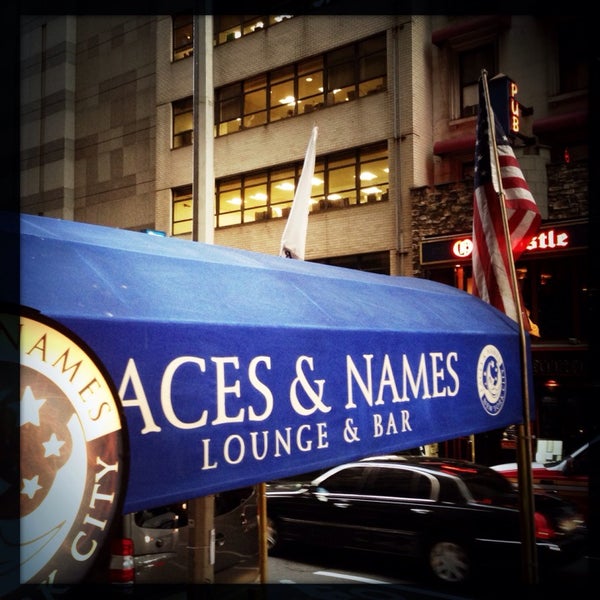 PUB
stle
ACES & NAMES
LOUNGE & BAR
NAMES
CITY